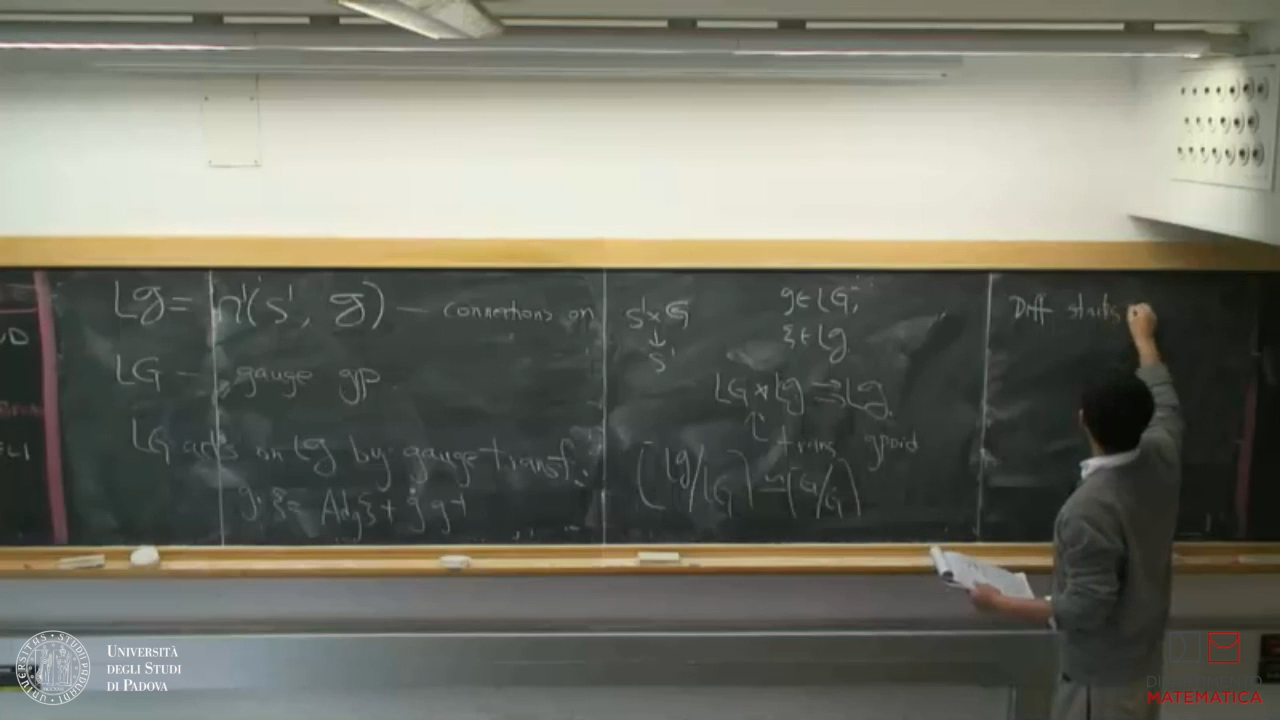 Lg = Ω¹(S¹, g) — connections on S¹×G
↓
S¹
LG — gauge gp
LG acts on Lg by gauge transf.:
g·ξ = Ad_g ξ + ġ g⁻¹
g ∈ LG,
ξ ∈ Lg
LG ⋉ Lg ⇉ Lg
trans gpoid
[Lg/LG] ≃ [G/G]
Diff stacks
UNIVERSITÀ
DEGLI STUDI
DI PADOVA
DIPARTIMENTO
MATEMATICA